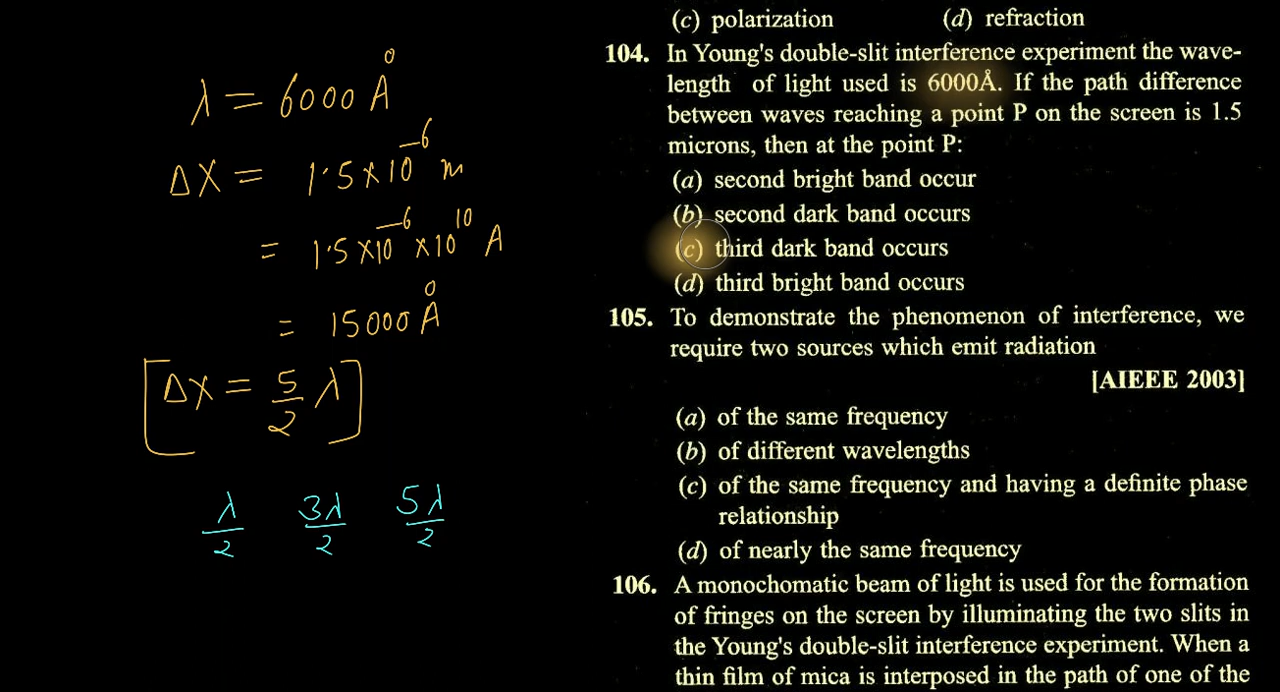 λ = 6000 Å
ΔX = 1.5×10⁻⁶ m
= 1.5×10⁻⁶ ×10¹⁰ A
= 15000 Å
[ΔX = 5/2 λ]
λ/2 3λ/2 5λ/2
(c) polarization (d) refraction
104. In Young's double-slit interference experiment the wave-
length of light used is 6000Å. If the path difference
between waves reaching a point P on the screen is 1.5
microns, then at the point P:
(a) second bright band occur
(b) second dark band occurs
(c) third dark band occurs
(d) third bright band occurs
105. To demonstrate the phenomenon of interference, we
require two sources which emit radiation
[AIEEE 2003]
(a) of the same frequency
(b) of different wavelengths
(c) of the same frequency and having a definite phase
relationship
(d) of nearly the same frequency
106. A monochomatic beam of light is used for the formation
of fringes on the screen by illuminating the two slits in
the Young's double-slit interference experiment. When a
thin film of mica is interposed in the path of one of the